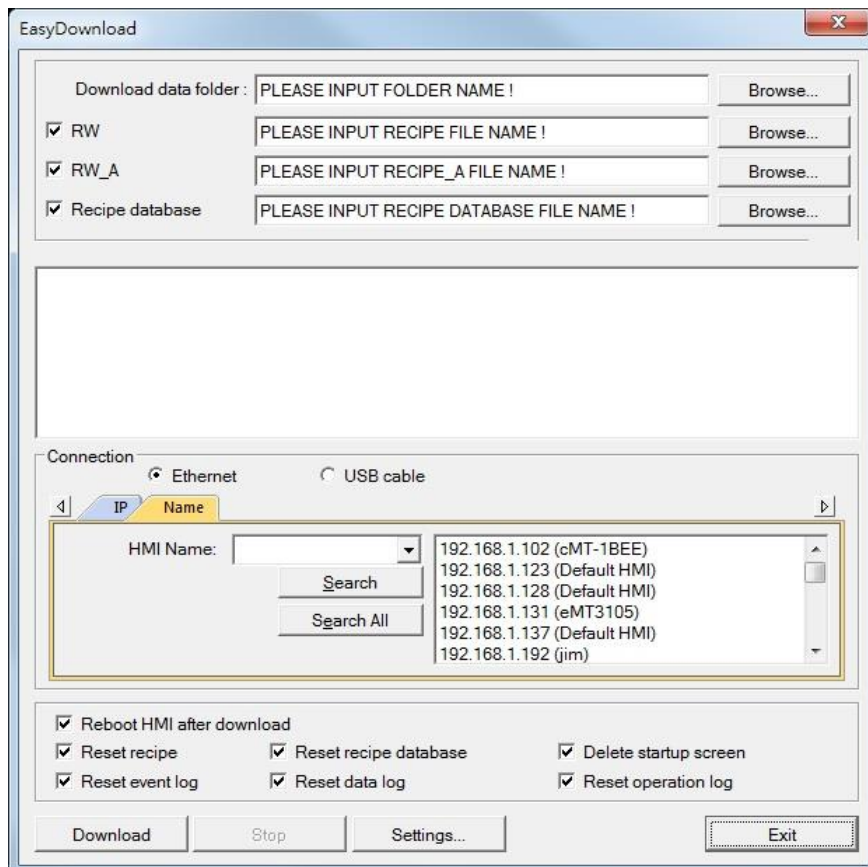 EasyDownload
Download data folder : PLEASE INPUT FOLDER NAME ! Browse...
RW PLEASE INPUT RECIPE FILE NAME ! Browse...
RW_A PLEASE INPUT RECIPE_A FILE NAME ! Browse...
Recipe database PLEASE INPUT RECIPE DATABASE FILE NAME ! Browse...
Connection
Ethernet USB cable
IP Name
HMI Name:
Search
Search All
192.168.1.102 (cMT-1BEE)
192.168.1.123 (Default HMI)
192.168.1.128 (Default HMI)
192.168.1.131 (eMT3105)
192.168.1.137 (Default HMI)
192.168.1.192 (jim)
Reboot HMI after download
Reset recipe Reset recipe database Delete startup screen
Reset event log Reset data log Reset operation log
Download Stop Settings... Exit